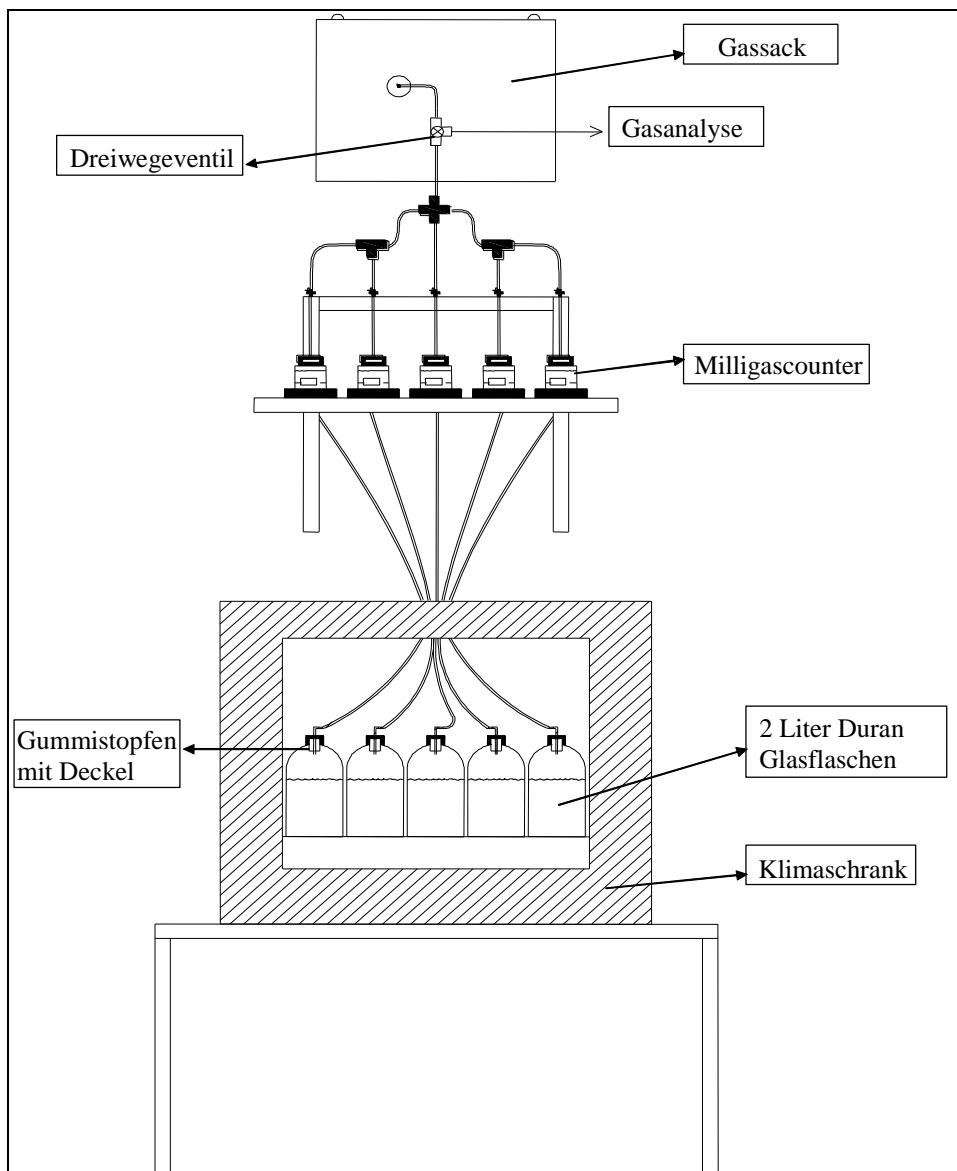 Gassack
Gasanalyse
Dreiwegeventil
Milligascounter
Gummistopfen
mit Deckel
2 Liter Duran
Glasflaschen
Klimaschrank